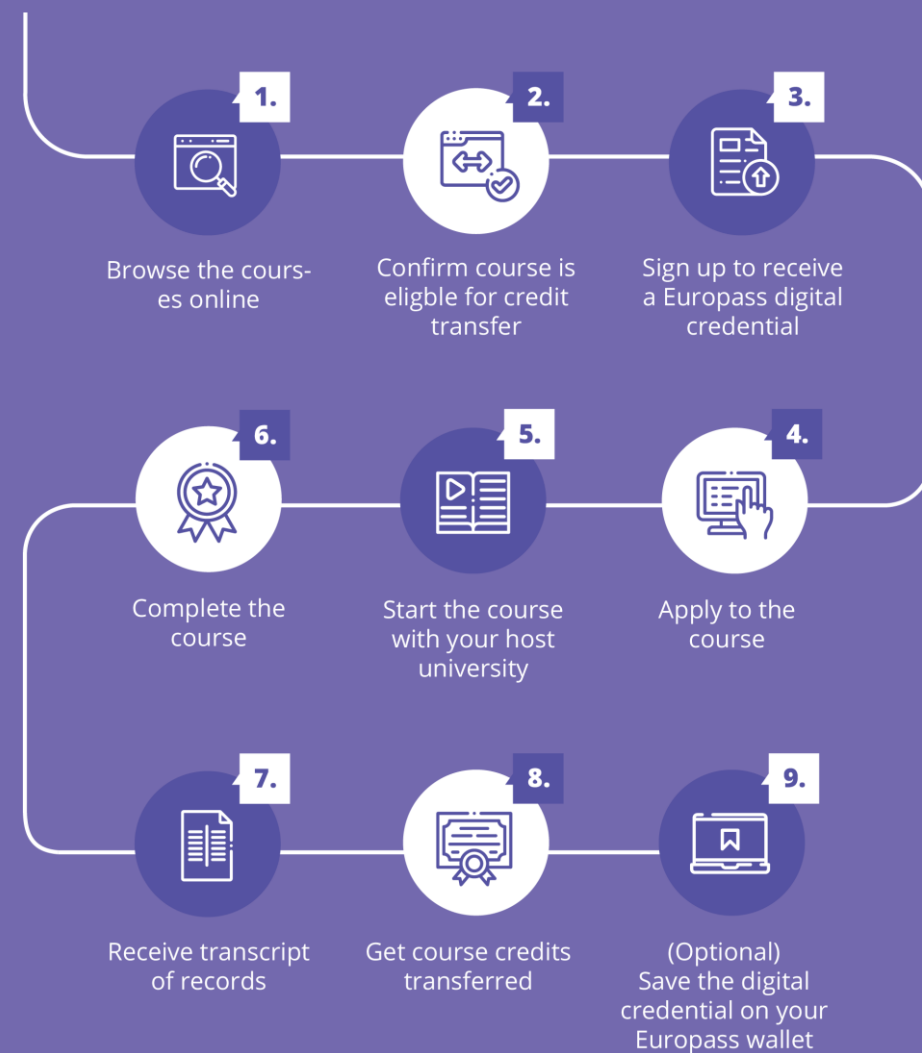 1.
Browse the cours-
es online
2.
Confirm course is
eligble for credit
transfer
3.
Sign up to receive
a Europass digital
credential
4.
Apply to the
course
5.
Start the course
with your host
university
6.
Complete the
course
7.
Receive transcript
of records
8.
Get course credits
transferred
9.
(Optional)
Save the digital
credential on your
Europass wallet